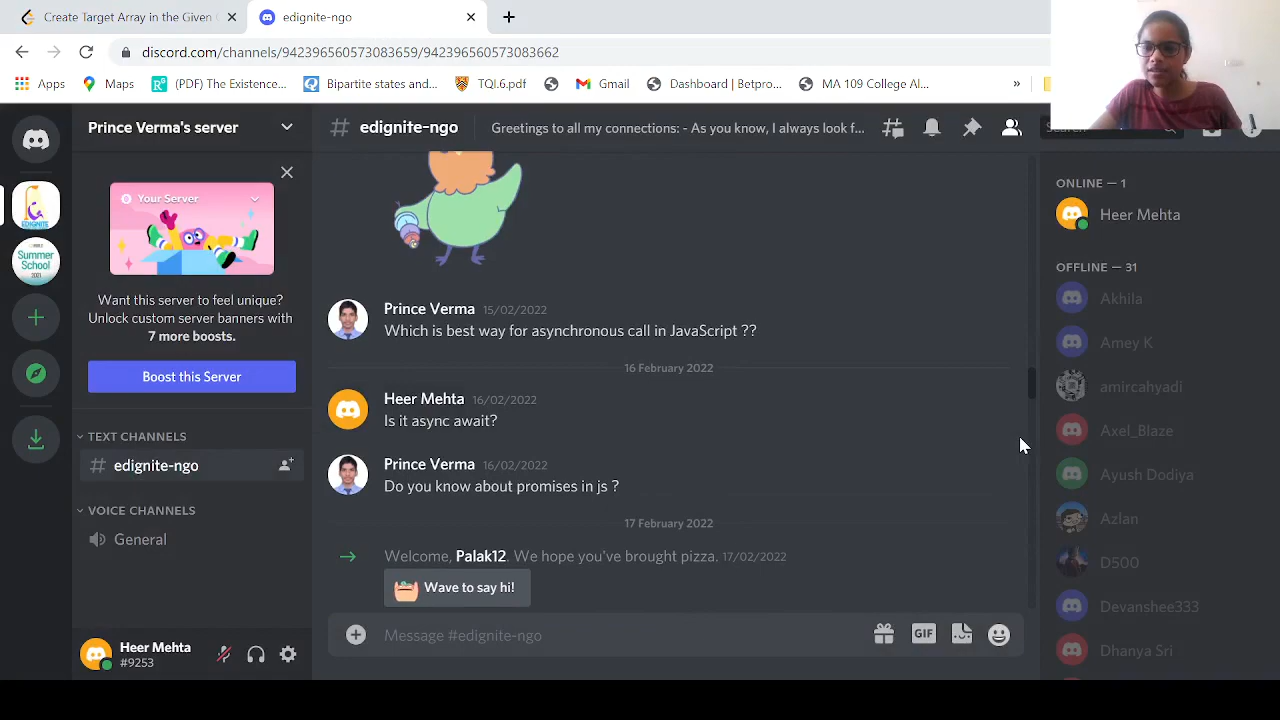 Create Target Array in the Given
edignite-ngo
discord.com/channels/942396560573083659/942396560573083662
Apps
Maps
(PDF) The Existence...
Bipartite states and...
TQI.6.pdf
Gmail
Dashboard | Betpro...
MA 109 College Al...
»
Prince Verma's server
# edignite-ngo
Greetings to all my connections: - As you know, I always look f...
Your Server
Want this server to feel unique?
Unlock custom server banners with
7 more boosts.
Boost this Server
TEXT CHANNELS
# edignite-ngo
VOICE CHANNELS
General
Heer Mehta
#9253
EDIGNITE
Summer
School
2021
Prince Verma 15/02/2022
Which is best way for asynchronous call in JavaScript ??
16 February 2022
Heer Mehta 16/02/2022
Is it async await?
Prince Verma 16/02/2022
Do you know about promises in js ?
17 February 2022
Welcome, Palak12. We hope you've brought pizza. 17/02/2022
Wave to say hi!
Message #edignite-ngo
GIF
Search
ONLINE — 1
Heer Mehta
OFFLINE — 31
Akhila
Amey K
amircahyadi
Axel_Blaze
Ayush Dodiya
Azlan
D500
Devanshee333
Dhanya Sri